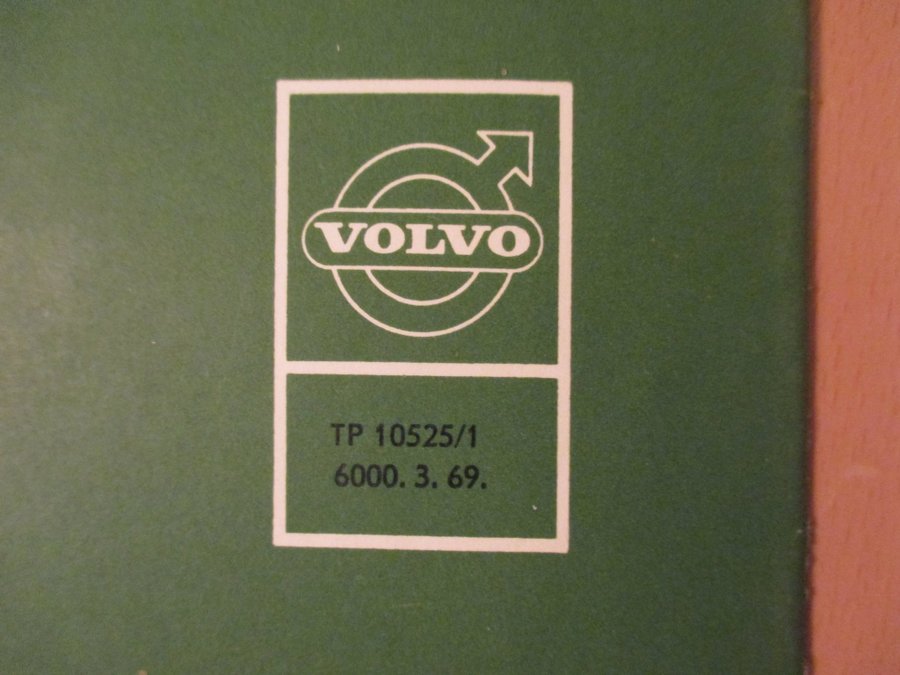 VOLVO
TP 10525/1
6000. 3. 69.